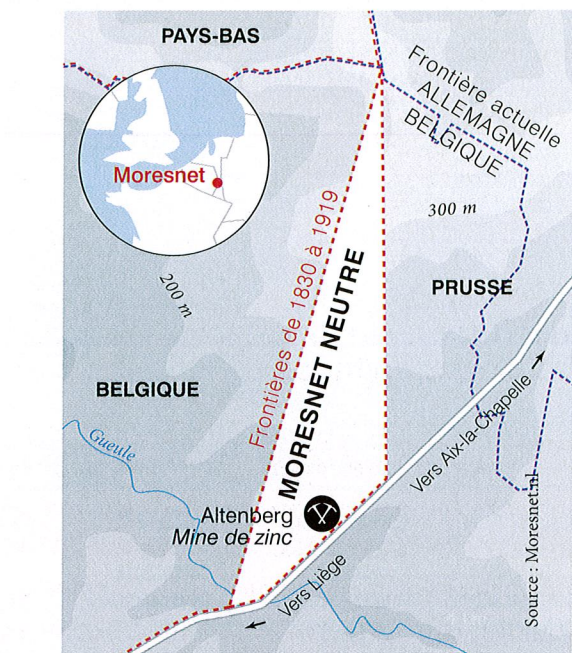 PAYS-BAS
Frontière actuelle
ALLEMAGNE
BELGIQUE
Moresnet
300 m
200 m
Frontières de 1830 à 1919
MORESNET NEUTRE
PRUSSE
BELGIQUE
Gueule
Vers Aix-la-Chapelle
Altenberg
Mine de zinc
Vers Liège
Source : Moresnet.nl